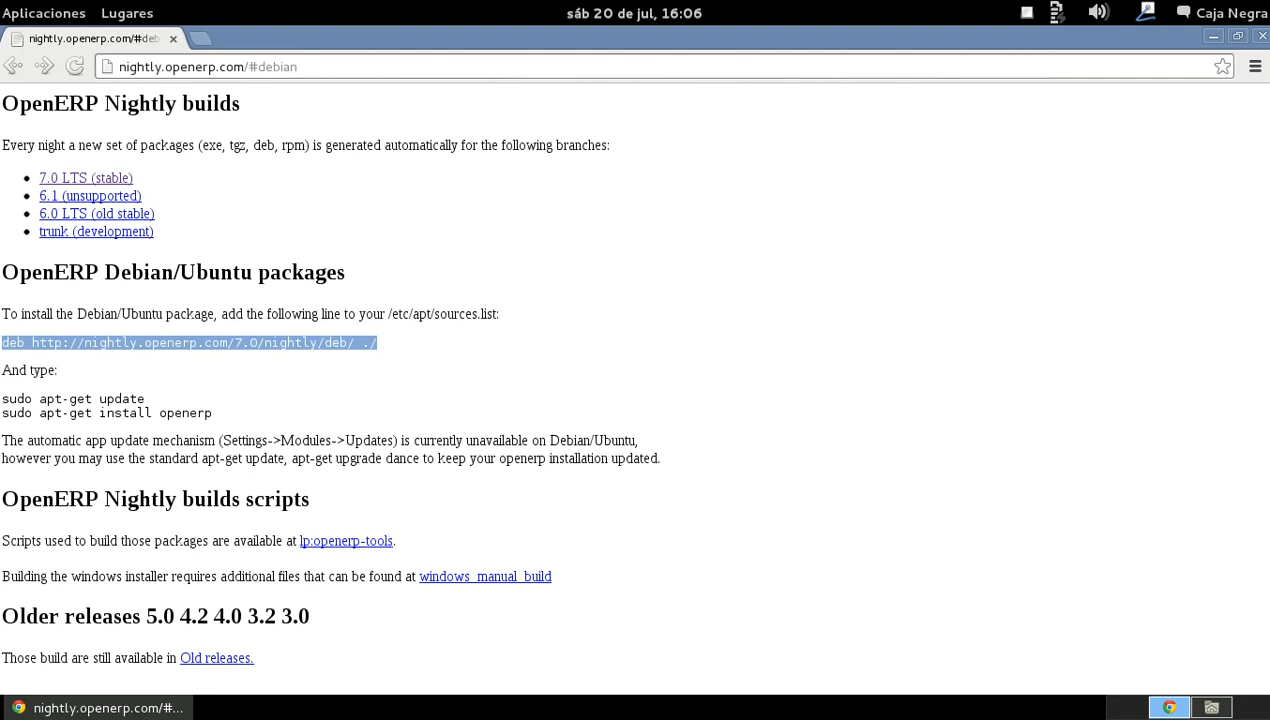 Aplicaciones Lugares sáb 20 de jul, 16:06 Caja Negra
nightly.openerp.com/#deb
nightly.openerp.com/#debian
OpenERP Nightly builds
Every night a new set of packages (exe, tgz, deb, rpm) is generated automatically for the following branches:
7.0 LTS (stable)
6.1 (unsupported)
6.0 LTS (old stable)
trunk (development)
OpenERP Debian/Ubuntu packages
To install the Debian/Ubuntu package, add the following line to your /etc/apt/sources.list:
deb http://nightly.openerp.com/7.0/nightly/deb/ ./
And type:
sudo apt-get update
sudo apt-get install openerp
The automatic app update mechanism (Settings->Modules->Updates) is currently unavailable on Debian/Ubuntu,
however you may use the standard apt-get update, apt-get upgrade dance to keep your openerp installation updated.
OpenERP Nightly builds scripts
Scripts used to build those packages are available at lp:openerp-tools.
Building the windows installer requires additional files that can be found at windows_manual_build
Older releases 5.0 4.2 4.0 3.2 3.0
Those build are still available in Old releases.
nightly.openerp.com/#...